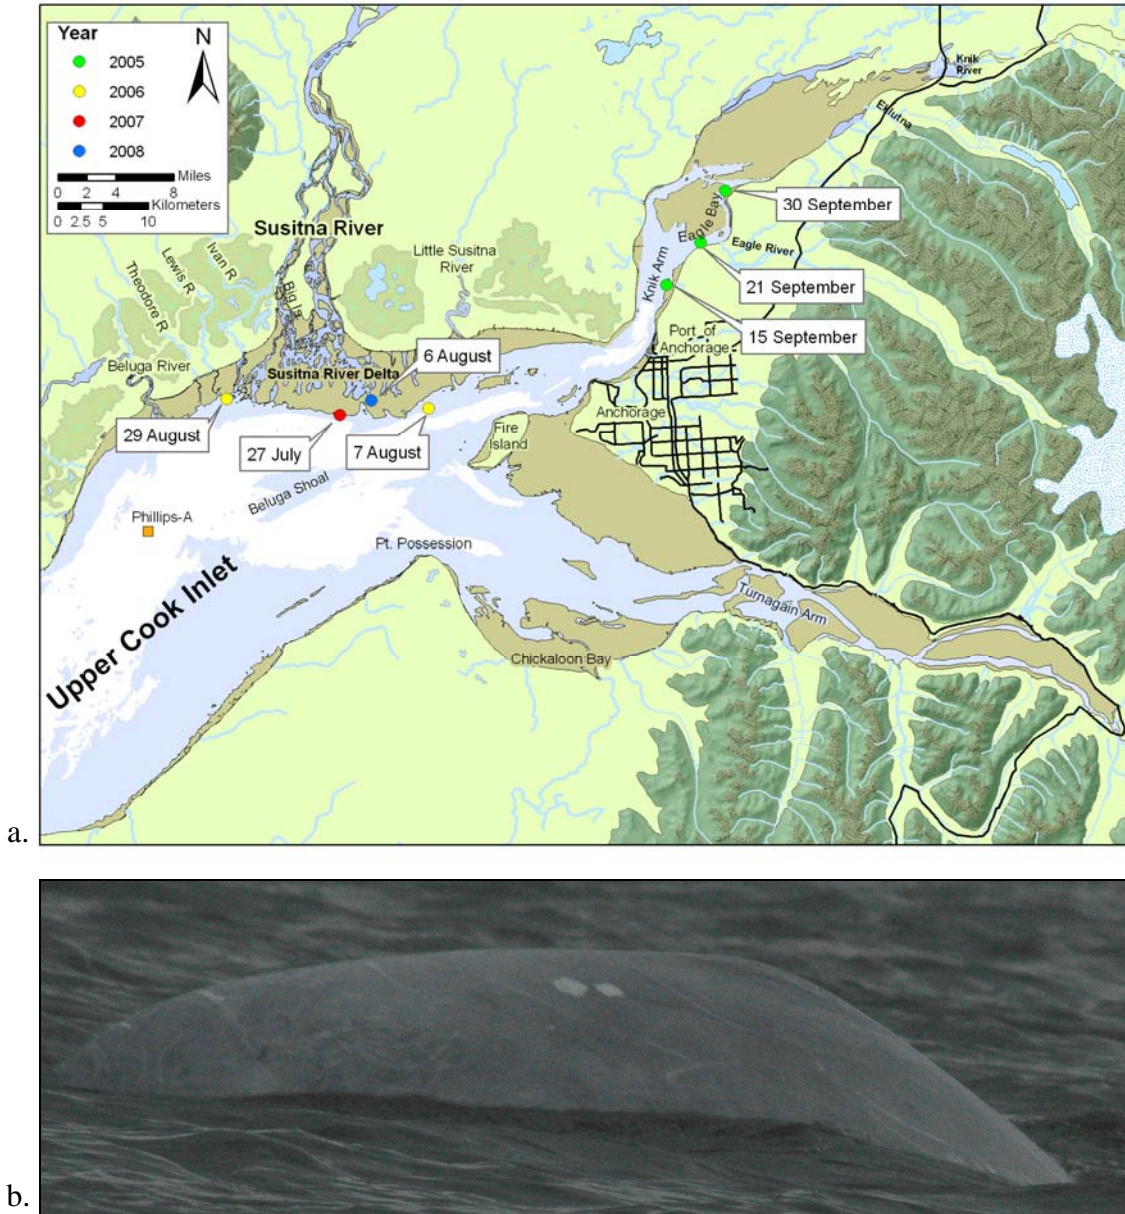 Year
N
2005
2006
2007
2008
Miles
0 2 4 8
Kilometers
0 2.5 5 10
Knik
River
Eklutna
30 September
Susitna River
Eagle Bay
Eagle River
Little Susitna
River
Ivan R
Lewis R
Theodore R
Big Is
Knik Arm
21 September
15 September
Port of
Anchorage
6 August
Beluga River
Susitna River Delta
29 August
27 July
7 August
Anchorage
Fire
Island
Beluga Shoal
Phillips-A
Pt. Possession
Upper Cook Inlet
Turnagain Arm
Chickaloon Bay
a.
b.